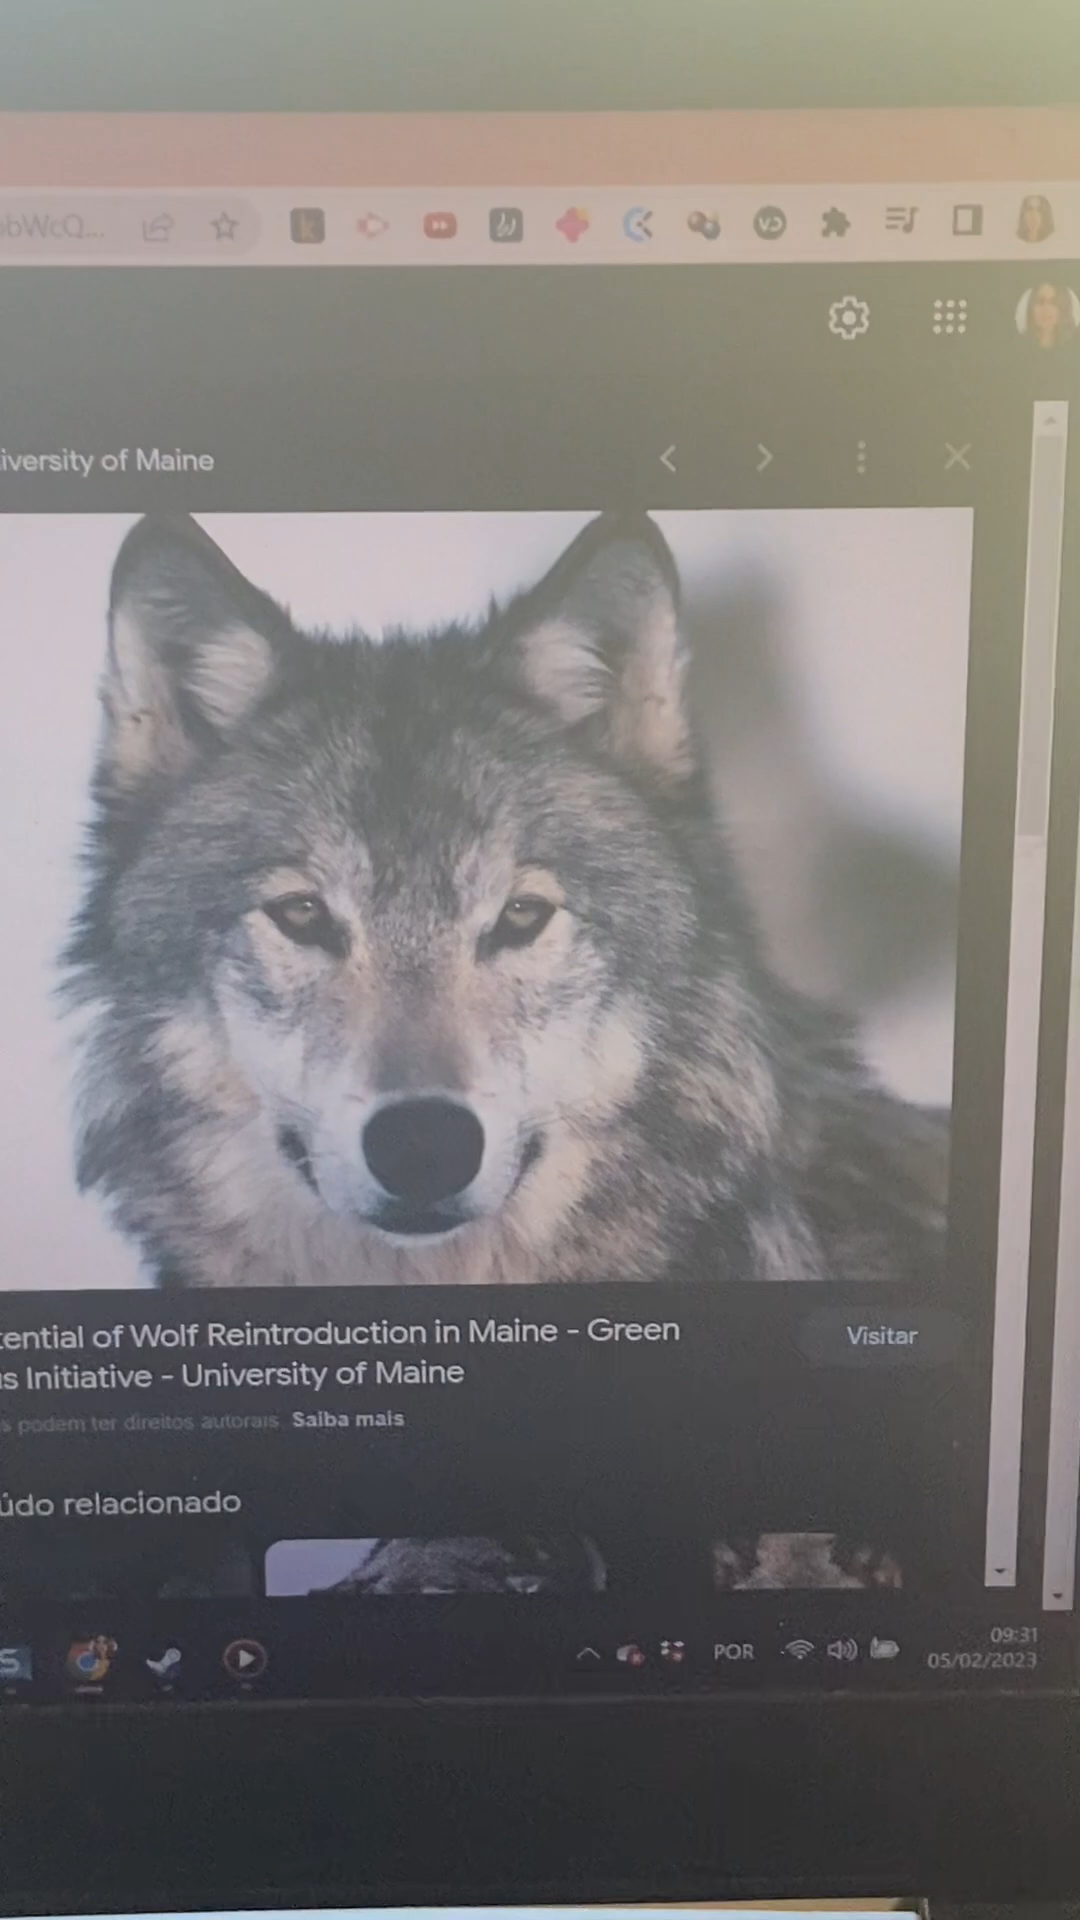 bWcQ...
iversity of Maine
tential of Wolf Reintroduction in Maine - Green
s Initiative - University of Maine
Visitar
s podem ter direitos autorais. Saiba mais
údo relacionado
POR
09:31
05/02/2023